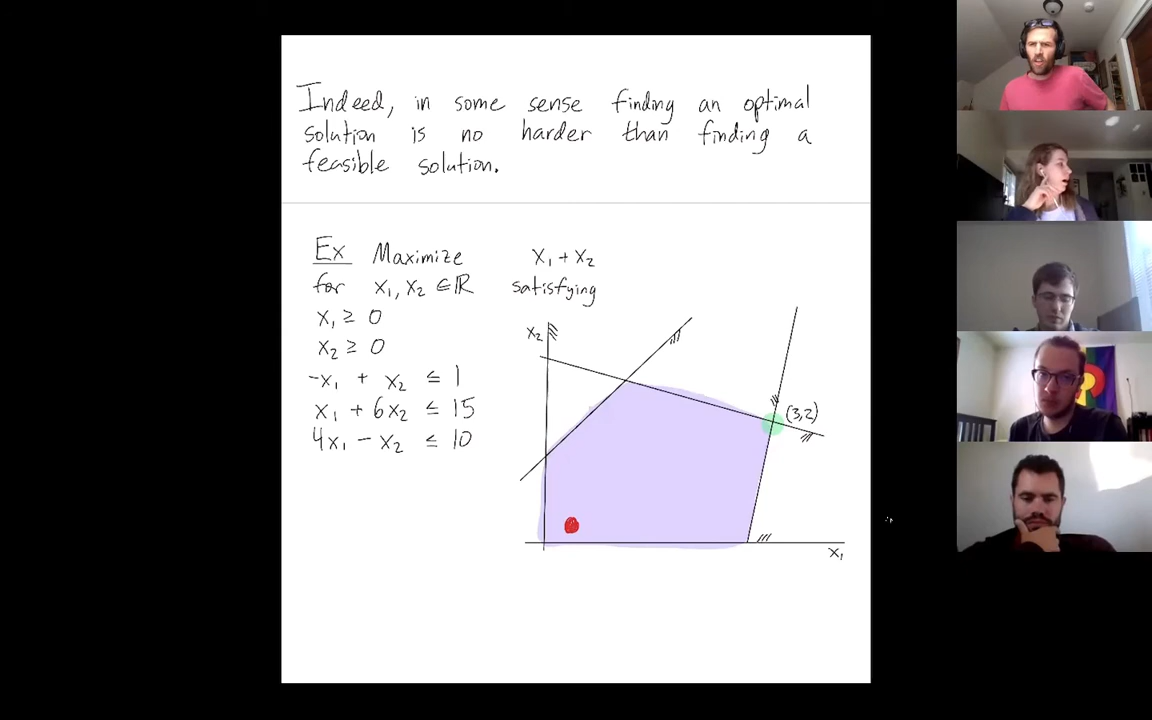 Indeed, in some sense finding an optimal
solution is no harder than finding a
feasible solution.
Ex Maximize x₁ + x₂
for x₁, x₂ ∈ ℝ satisfying
x₁ ≥ 0
x₂ ≥ 0
-x₁ + x₂ ≤ 1
x₁ + 6x₂ ≤ 15
4x₁ - x₂ ≤ 10
x₂
(3,2)
x₁